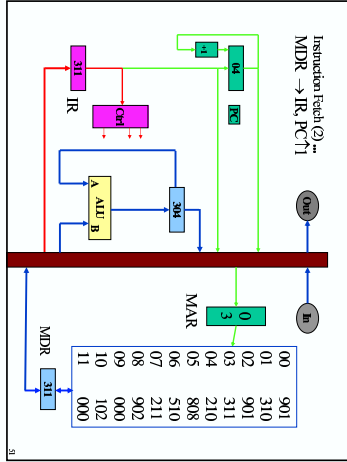 Instruction Fetch (2)...
MDR → IR, PC↑1
Out
In
+1
04
PC
MAR
0
3
00 901
01 310
02 901
03 311
04 210
05 808
06 510
07 211
08 902
09 000
10 102
11 000
304
ALU
A
B
Ctrl
311
IR
MDR
311
51